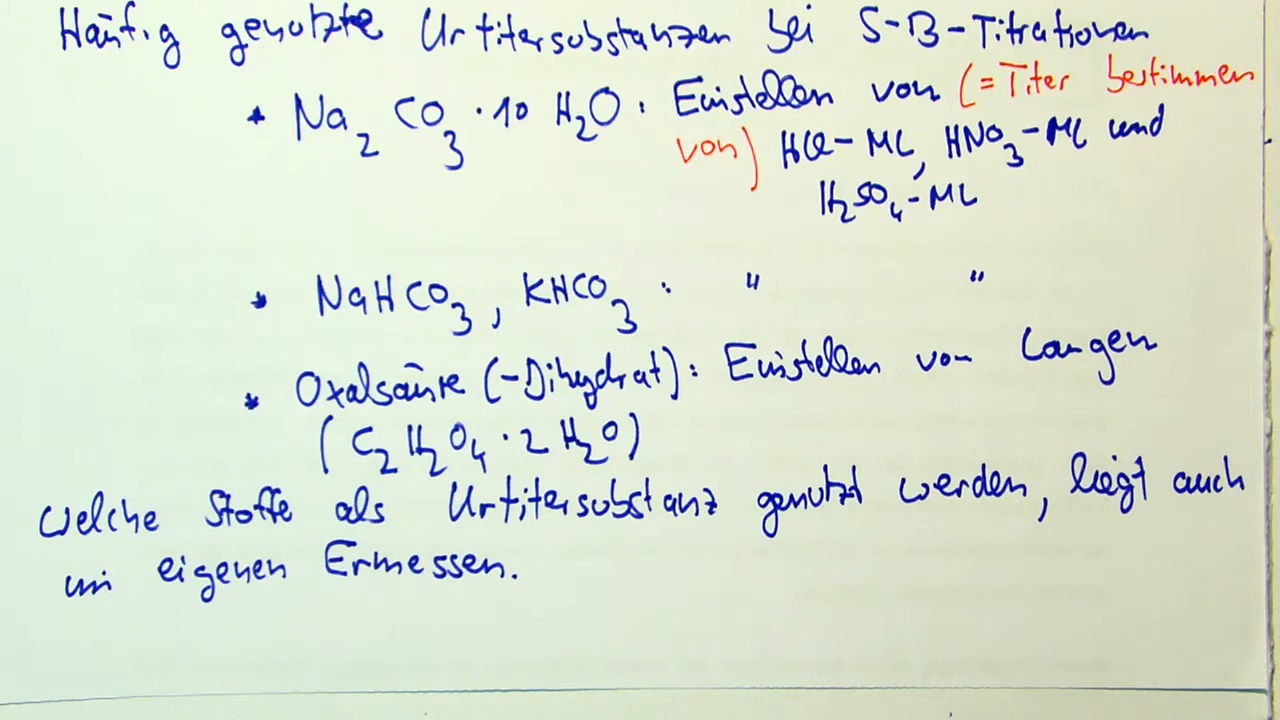 Häufig genutzte Urtitersubstanzen bei S-B-Titrationen
* Na₂CO₃ · 10 H₂O : Einstellen von (= Titer bestimmen
von) HCl-ML, HNO₃-ML und
H₂SO₄-ML
* NaHCO₃, KHCO₃ : " "
* Oxalsäure (-Dihydrat) : Einstellen von Laugen
(C₂H₂O₄ · 2 H₂O)
Welche Stoffe als Urtitersubstanz genutzt werden, liegt auch
im eigenen Ermessen.